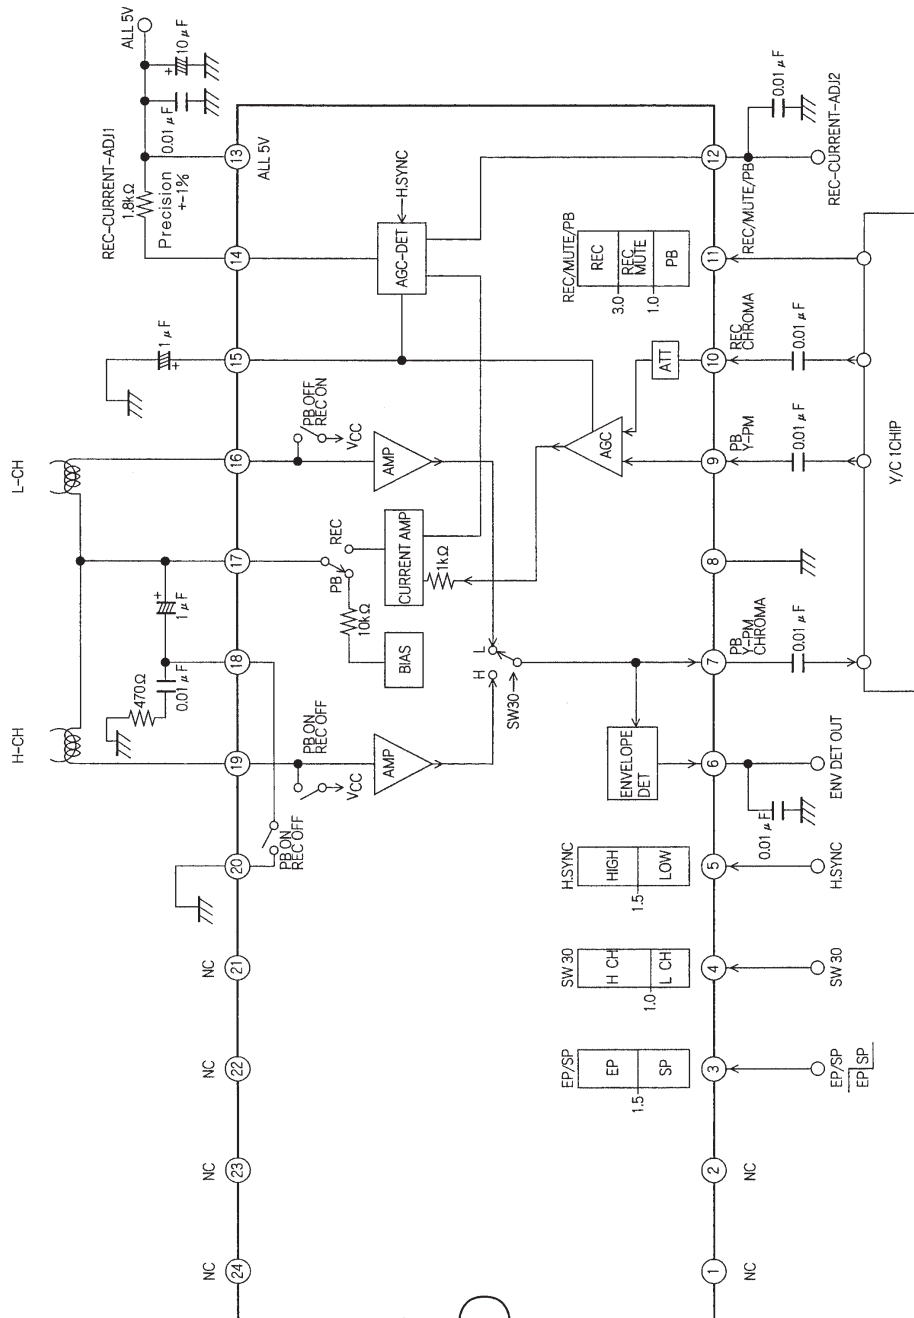 NC
24
NC
23
NC
22
NC
21
20
PB ON
REC OFF
H-CH
19
PB ON
REC OFF
VCC
AMP
470Ω
0.01 μF
18
+
1 μF
17
PB
REC
10kΩ
BIAS
CURRENT AMP
1kΩ
L-CH
16
PB OFF
REC ON
VCC
AMP
H
L
SW30
15
+
1 μF
14
REC-CURRENT-ADJ1
1.8kΩ
Precision
+-1%
AGC-DET
H.SYNC
13
ALL 5V
0.01 μF
+
10 μF
ALL 5V
1
NC
2
NC
EP/SP
EP
SP
1.5
3
EP/SP
EP
SP
SW 30
H CH
L CH
1.0
4
SW 30
H.SYNC
HIGH
LOW
1.5
5
H.SYNC
ENVELOPE
DET
6
0.01 μF
ENV DET OUT
7
PB
Y-PM
CHROMA
0.01 μF
8
AGC
9
PB
Y-PM
0.01 μF
ATT
10
REC
CHROMA
0.01 μF
REC/MUTE/PB
REC
REC
MUTE
PB
3.0
1.0
11
REC/MUTE/PB
12
0.01 μF
REC-CURRENT-ADJ2
Y/C 1CHIP